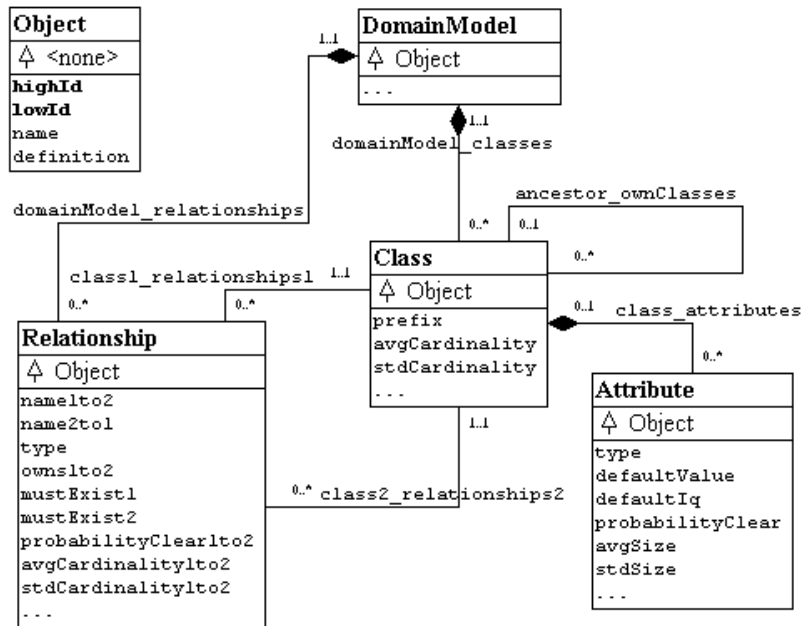 Object
<none>
highId
lowId
name
definition
DomainModel
Object
...
1..1
1..1
domainModel_classes
domainModel_relationships
ancestor_ownClasses
0..*
0..1
0..*
Class
Object
prefix
avgCardinality
stdCardinality
...
class1_relationships1
1..1
0..*
0..*
0..1
class_attributes
0..*
Relationship
Object
name1to2
name2to1
type
owns1to2
mustExist1
mustExist2
probabilityClear1to2
avgCardinality1to2
stdCardinality1to2
...
1..1
0..*
class2_relationships2
Attribute
Object
type
defaultValue
defaultIq
probabilityClear
avgSize
stdSize
...